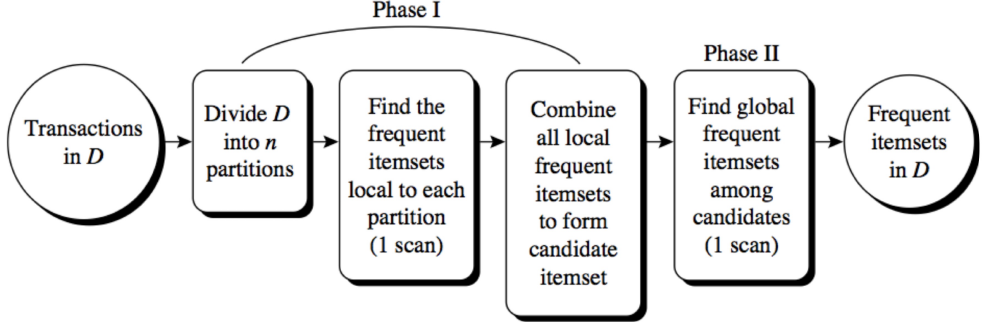 Phase I
Phase II
Transactions
in D
Divide D
into n
partitions
Find the
frequent
itemsets
local to each
partition
(1 scan)
Combine
all local
frequent
itemsets
to form
candidate
itemset
Find global
frequent
itemsets
among
candidates
(1 scan)
Frequent
itemsets
in D